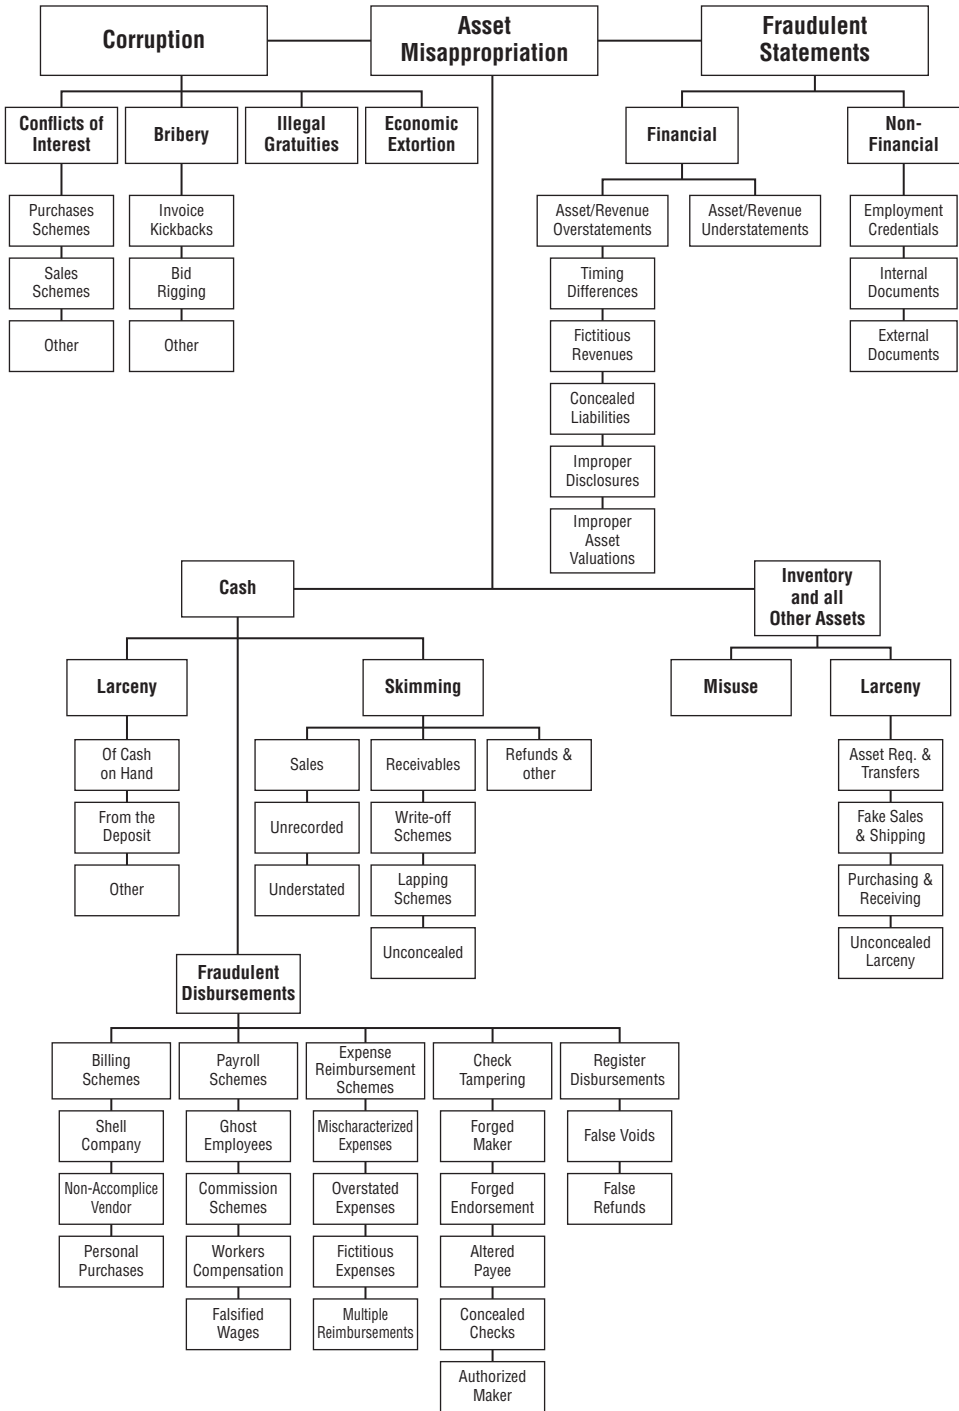 Corruption
Asset
Misappropriation
Fraudulent
Statements
Conflicts of
Interest
Bribery
Illegal
Gratuities
Economic
Extortion
Financial
Non-
Financial
Purchases
Schemes
Sales
Schemes
Other
Invoice
Kickbacks
Bid
Rigging
Other
Asset/Revenue
Overstatements
Asset/Revenue
Understatements
Timing
Differences
Fictitious
Revenues
Concealed
Liabilities
Improper
Disclosures
Improper
Asset
Valuations
Employment
Credentials
Internal
Documents
External
Documents
Cash
Inventory
and all
Other Assets
Larceny
Skimming
Misuse
Larceny
Of Cash
on Hand
From the
Deposit
Other
Sales
Unrecorded
Understated
Receivables
Write-off
Schemes
Lapping
Schemes
Unconcealed
Refunds &
other
Asset Req. &
Transfers
Fake Sales
& Shipping
Purchasing &
Receiving
Unconcealed
Larceny
Fraudulent
Disbursements
Billing
Schemes
Shell
Company
Non-Accomplice
Vendor
Personal
Purchases
Payroll
Schemes
Ghost
Employees
Commission
Schemes
Workers
Compensation
Falsified
Wages
Expense
Reimbursement
Schemes
Mischaracterized
Expenses
Overstated
Expenses
Fictitious
Expenses
Multiple
Reimbursements
Check
Tampering
Forged
Maker
Forged
Endorsement
Altered
Payee
Concealed
Checks
Authorized
Maker
Register
Disbursements
False Voids
False
Refunds